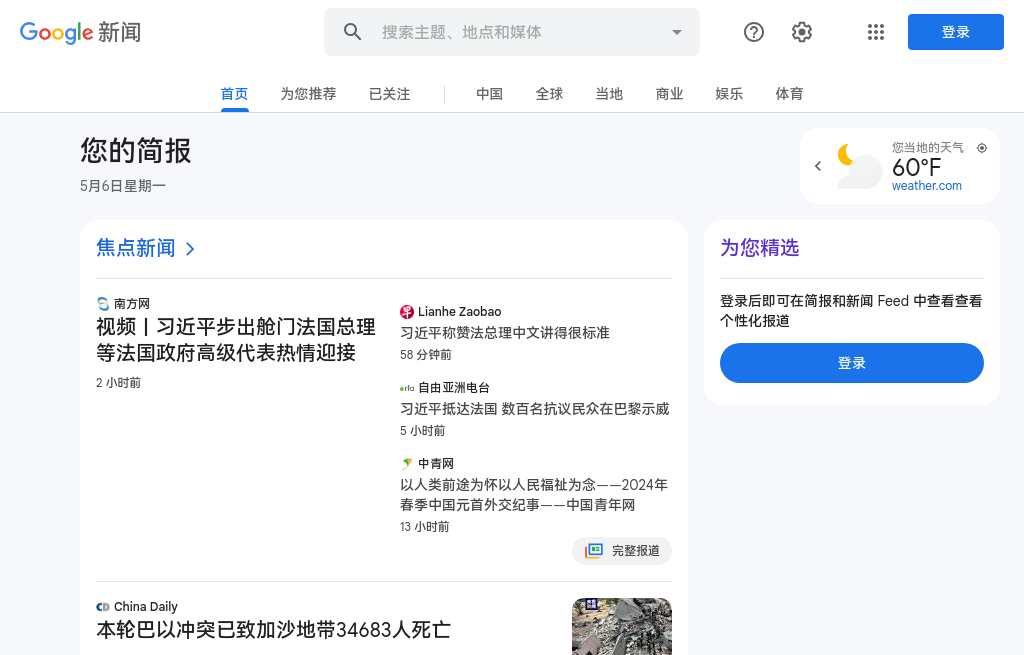 Google 新闻
搜索主题、地点和媒体
登录
首页
为您推荐
已关注
中国
全球
当地
商业
娱乐
体育
您的简报
5月6日星期一
您当地的天气
60°F
weather.com
焦点新闻
南方网
视频丨习近平步出舱门法国总理
等法国政府高级代表热情迎接
2 小时前
Lianhe Zaobao
习近平称赞法总理中文讲得很标准
58 分钟前
rfa 自由亚洲电台
习近平抵达法国 数百名抗议民众在巴黎示威
5 小时前
中青网
以人类前途为怀以人民福祉为念——2024年
春季中国元首外交纪事——中国青年网
13 小时前
完整报道
为您精选
登录后即可在简报和新闻 Feed 中查看查看
个性化报道
登录
CD China Daily
本轮巴以冲突已致加沙地带34683人死亡